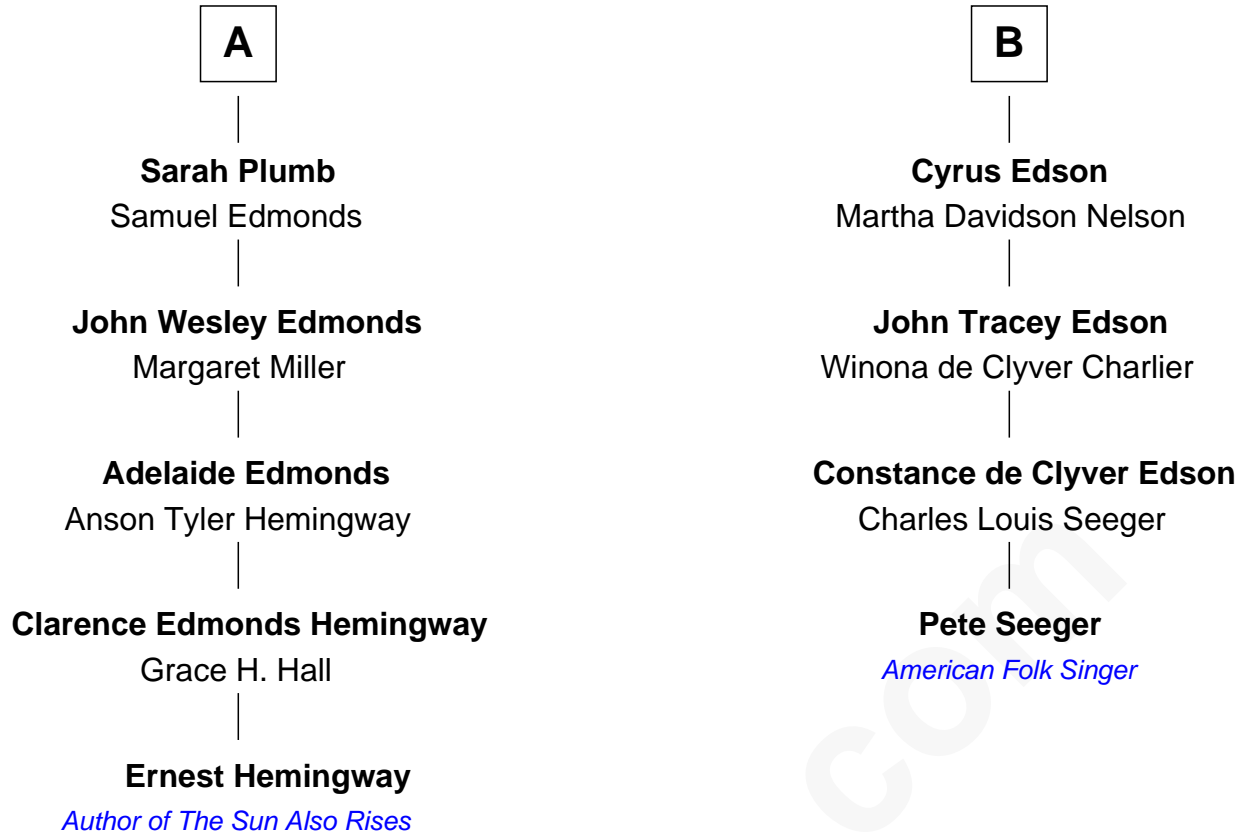 A
Sarah Plumb
Samuel Edmonds
John Wesley Edmonds
Margaret Miller
Adelaide Edmonds
Anson Tyler Hemingway
Clarence Edmonds Hemingway
Grace H. Hall
Ernest Hemingway
Author of The Sun Also Rises
B
Cyrus Edson
Martha Davidson Nelson
John Tracey Edson
Winona de Clyver Charlier
Constance de Clyver Edson
Charles Louis Seeger
Pete Seeger
American Folk Singer
com